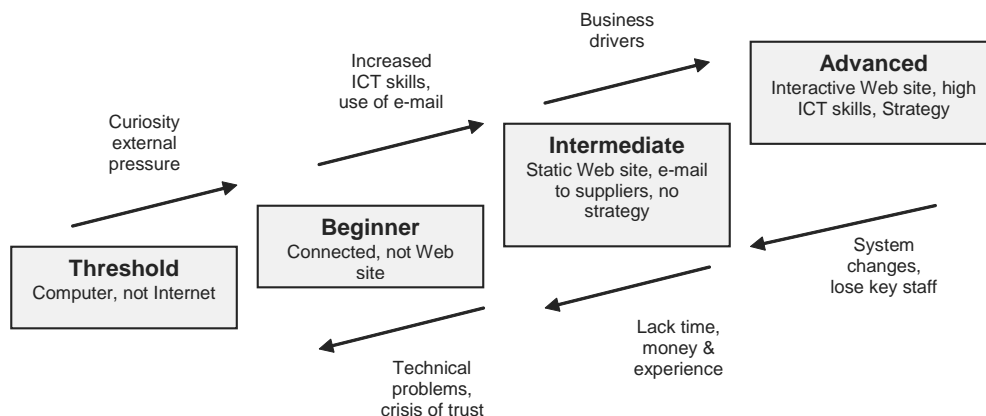 Business
drivers
Advanced
Interactive Web site, high
ICT skills, Strategy
Increased
ICT skills,
use of e-mail
Curiosity
external
pressure
Intermediate
Static Web site, e-mail
to suppliers, no
strategy
Beginner
Connected, not Web
site
Threshold
Computer, not Internet
System
changes,
lose key staff
Lack time,
money &
experience
Technical
problems,
crisis of trust